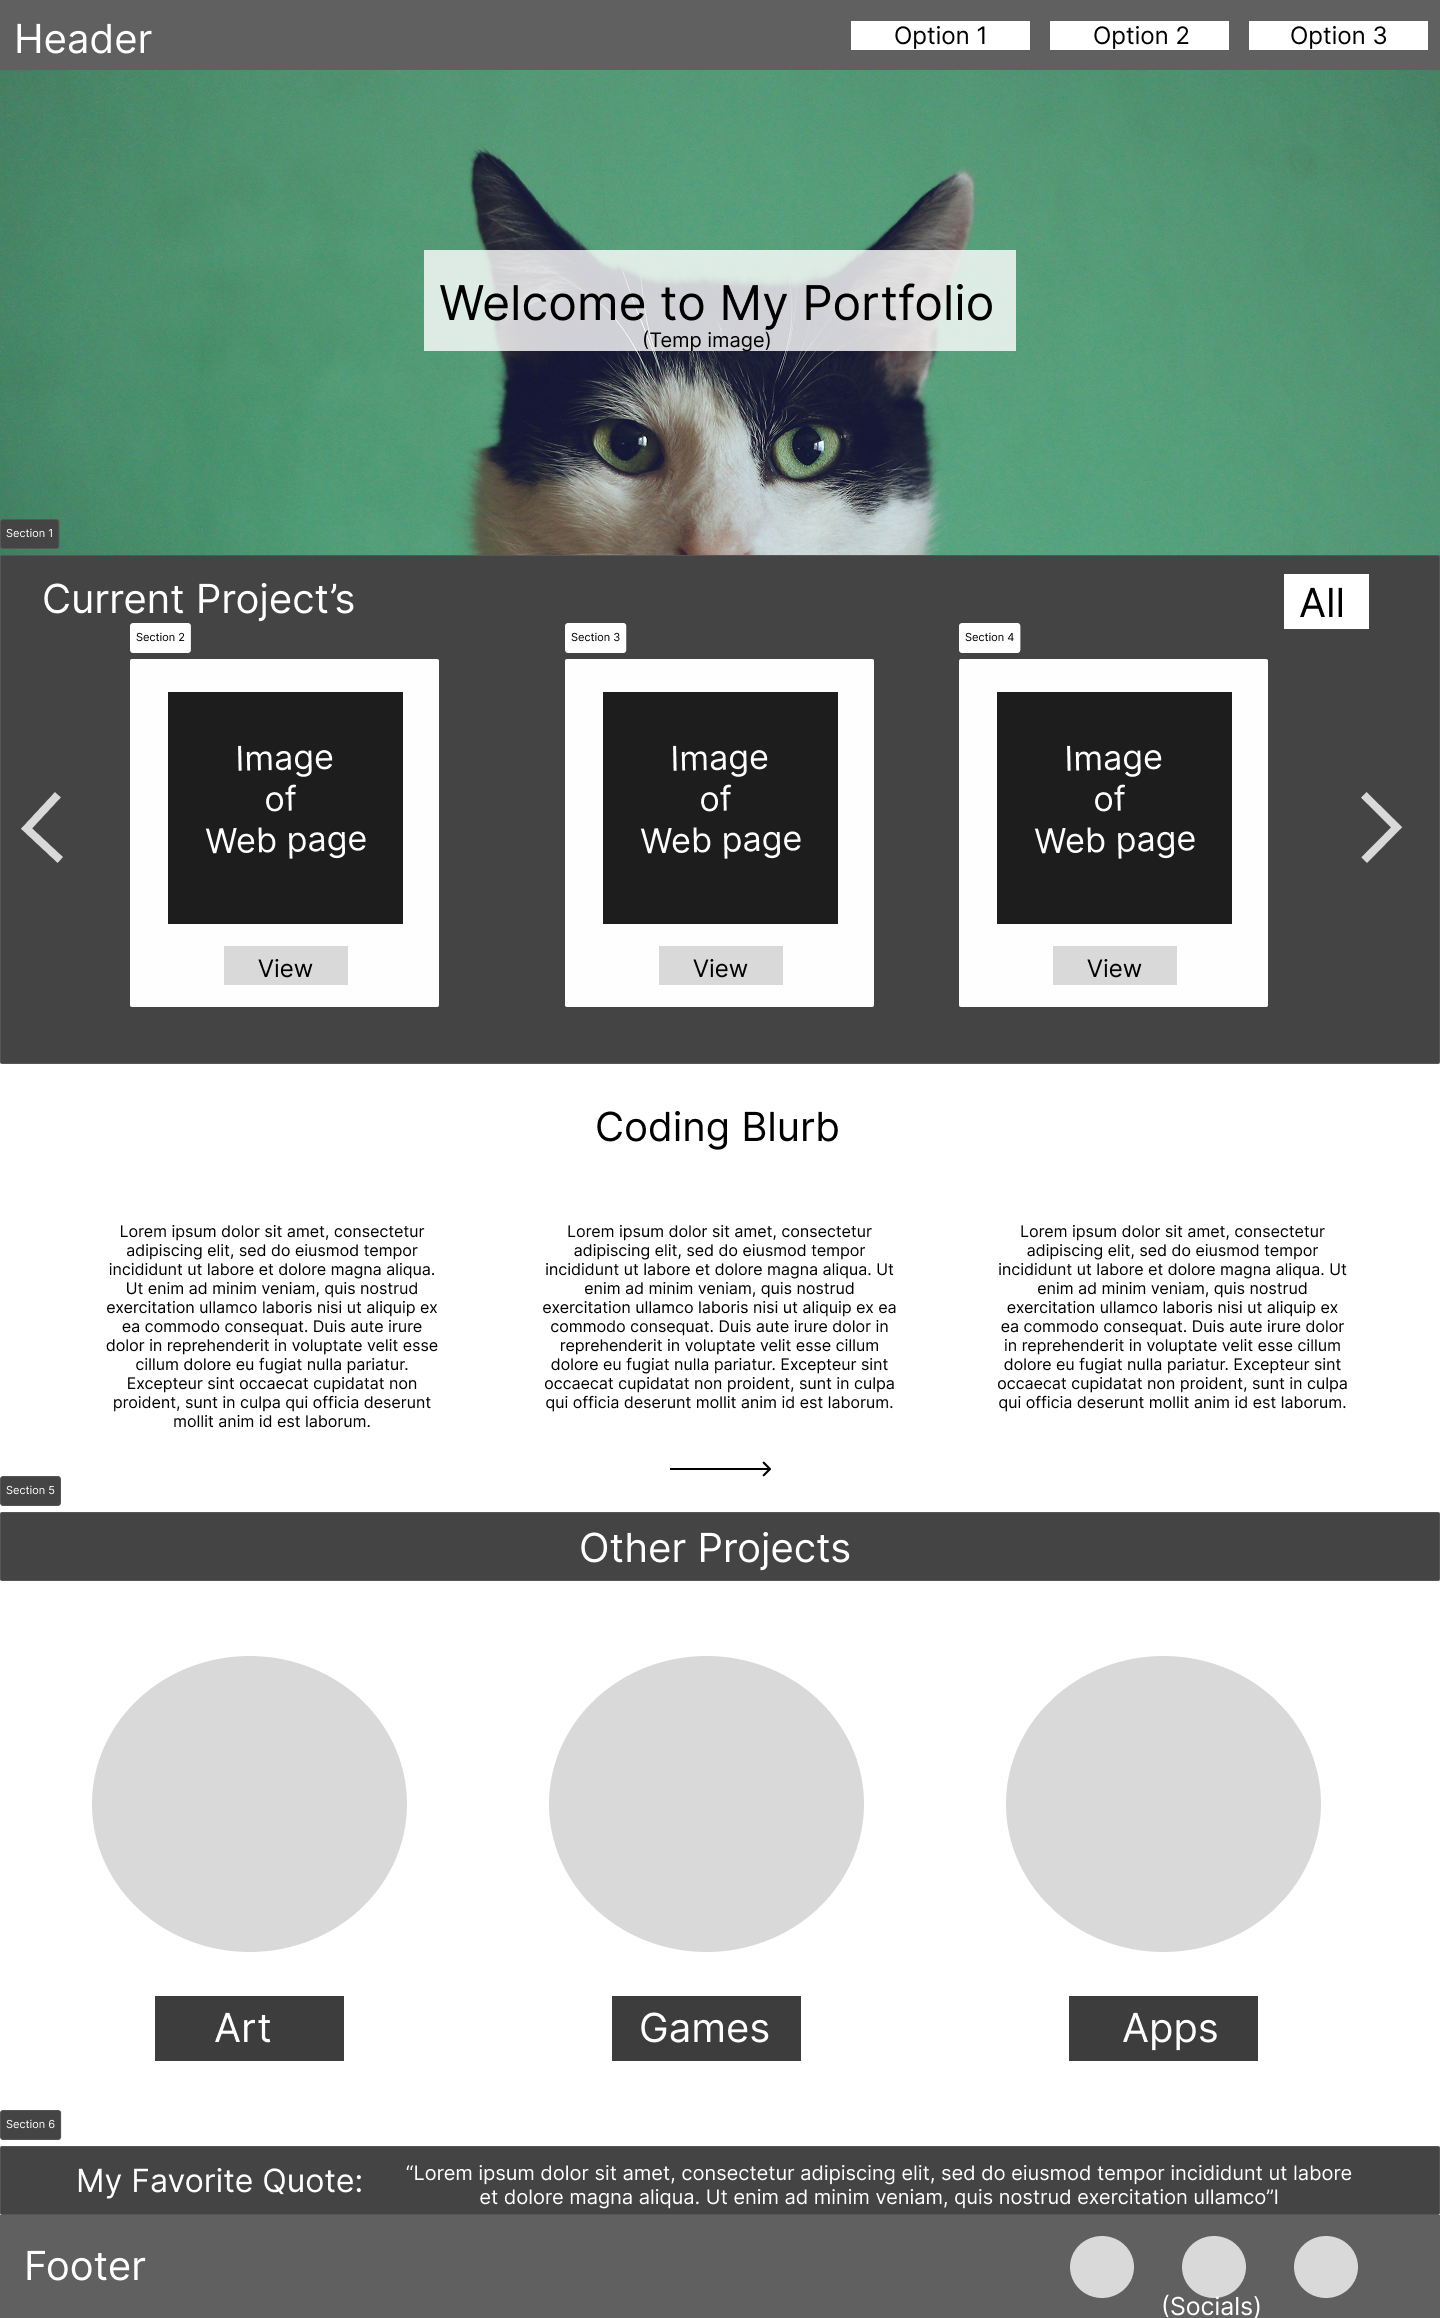 Header
Option 1
Option 2
Option 3
Welcome to My Portfolio
(Temp image)
Section 1
Current Project’s
All
Section 2
Section 3
Section 4
Image
of
Web page
Image
of
Web page
Image
of
Web page
View
View
View
Coding Blurb
Lorem ipsum dolor sit amet, consectetur
adipiscing elit, sed do eiusmod tempor
incididunt ut labore et dolore magna aliqua.
Ut enim ad minim veniam, quis nostrud
exercitation ullamco laboris nisi ut aliquip ex
ea commodo consequat. Duis aute irure
dolor in reprehenderit in voluptate velit esse
cillum dolore eu fugiat nulla pariatur.
Excepteur sint occaecat cupidatat non
proident, sunt in culpa qui officia deserunt
mollit anim id est laborum.
Lorem ipsum dolor sit amet, consectetur
adipiscing elit, sed do eiusmod tempor
incididunt ut labore et dolore magna aliqua. Ut
enim ad minim veniam, quis nostrud
exercitation ullamco laboris nisi ut aliquip ex ea
commodo consequat. Duis aute irure dolor in
reprehenderit in voluptate velit esse cillum
dolore eu fugiat nulla pariatur. Excepteur sint
occaecat cupidatat non proident, sunt in culpa
qui officia deserunt mollit anim id est laborum.
Lorem ipsum dolor sit amet, consectetur
adipiscing elit, sed do eiusmod tempor
incididunt ut labore et dolore magna aliqua. Ut
enim ad minim veniam, quis nostrud
exercitation ullamco laboris nisi ut aliquip ex
ea commodo consequat. Duis aute irure dolor
in reprehenderit in voluptate velit esse cillum
dolore eu fugiat nulla pariatur. Excepteur sint
occaecat cupidatat non proident, sunt in culpa
qui officia deserunt mollit anim id est laborum.
Section 5
Other Projects
Art
Games
Apps
Section 6
My Favorite Quote:
“Lorem ipsum dolor sit amet, consectetur adipiscing elit, sed do eiusmod tempor incididunt ut labore
et dolore magna aliqua. Ut enim ad minim veniam, quis nostrud exercitation ullamco”l
Footer
(Socials)